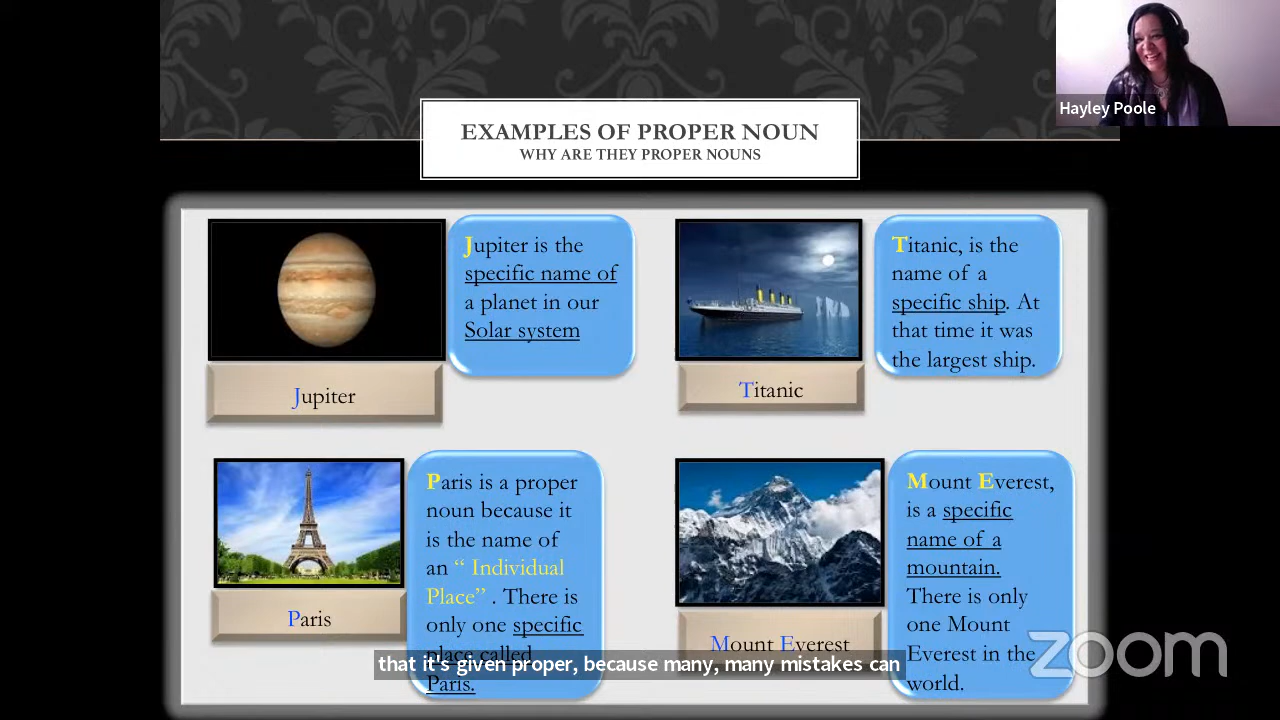 Hayley Poole
EXAMPLES OF PROPER NOUN
WHY ARE THEY PROPER NOUNS
Jupiter is the
specific name of
a planet in our
Solar system
Jupiter
Titanic, is the
name of a
specific ship. At
that time it was
the largest ship.
Titanic
Paris is a proper
noun because it
is the name of
an “ Individual
Place” . There is
only one specific
place called
Paris.
Paris
Mount Everest,
is a specific
name of a
mountain.
There is only
one Mount
Everest in the
world.
Mount Everest
that it's given proper, because many, many mistakes can
zoom